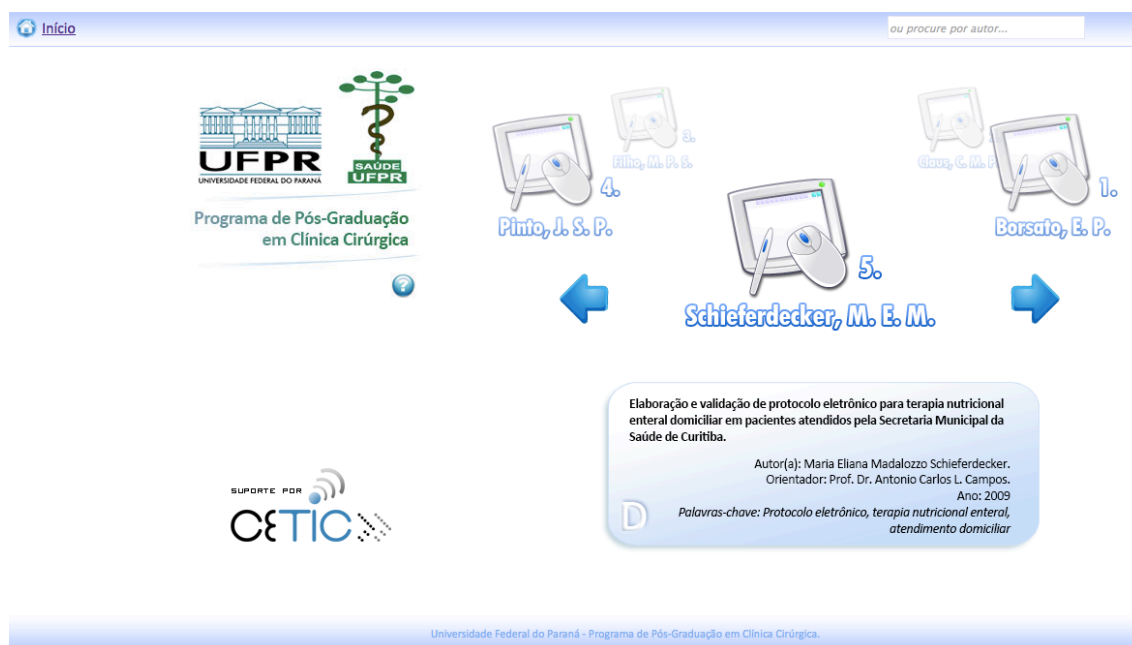 Início
ou procure por autor...
UFPR
UNIVERSIDADE FEDERAL DO PARANÁ
SAÚDE
UFPR
Programa de Pós-Graduação
em Clínica Cirúrgica
?
3.
Filho, M. P. S.
4.
Pinto, J. S. P.
Claus, C. M. P.
1.
Borsato, E. P.
5.
Schieferdecker, M. E. M.
Elaboração e validação de protocolo eletrônico para terapia nutricional
enteral domiciliar em pacientes atendidos pela Secretaria Municipal da
Saúde de Curitiba.
Autor(a): Maria Eliana Madalozzo Schieferdecker.
Orientador: Prof. Dr. Antonio Carlos L. Campos.
Ano: 2009
Palavras-chave: Protocolo eletrônico, terapia nutricional enteral,
atendimento domiciliar
D
SUPORTE POR
CETIC
Universidade Federal do Paraná - Programa de Pós-Graduação em Clínica Cirúrgica.